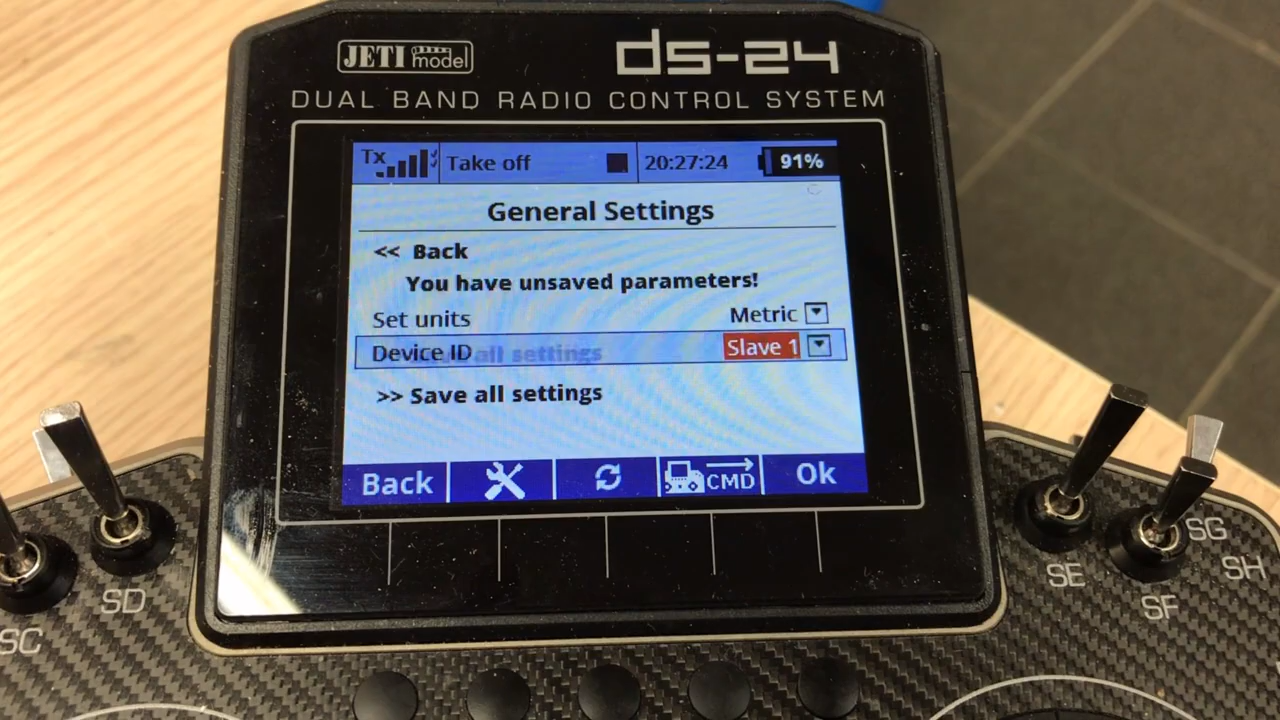 JETI model
ds-24
DUAL BAND RADIO CONTROL SYSTEM
Tx Take off 20:27:24 91%
General Settings
<< Back
You have unsaved parameters!
Set units Metric
Device ID Slave 1
>> Save all settings
Back CMD Ok
SC
SD
SE
SF
SG
SH